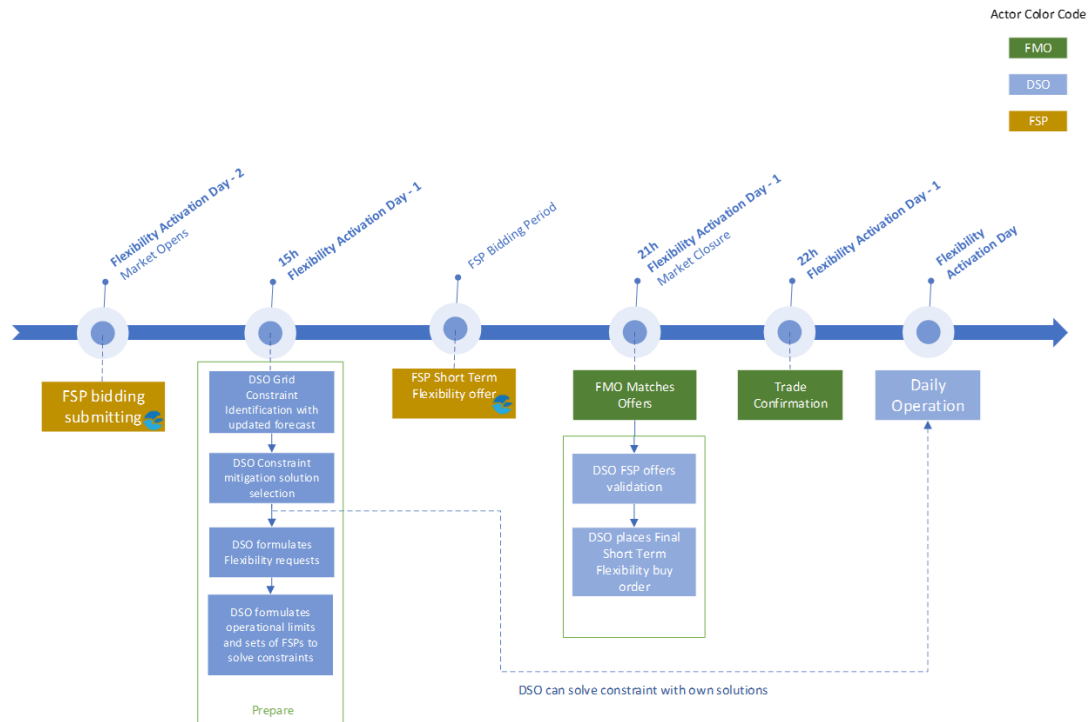 Actor Color Code
FMO
DSO
FSP
Flexibility Activation Day - 2
Market Opens
15h
Flexibility Activation Day - 1
FSP Bidding Period
21h
Flexibility Activation Day - 1
Market Closure
22h
Flexibility Activation Day - 1
Flexibility
Activation Day
FSP bidding
submitting
DSO Grid
Constraint
Identification with
updated forecast
DSO Constraint
mitigation solution
selection
DSO formulates
Flexibility requests
DSO formulates
operational limits
and sets of FSPs to
solve constraints
Prepare
FSP Short Term
Flexibility offer
FMO Matches
Offers
DSO FSP offers
validation
DSO places Final
Short Term
Flexibility buy
order
Trade
Confirmation
Daily
Operation
DSO can solve constraint with own solutions